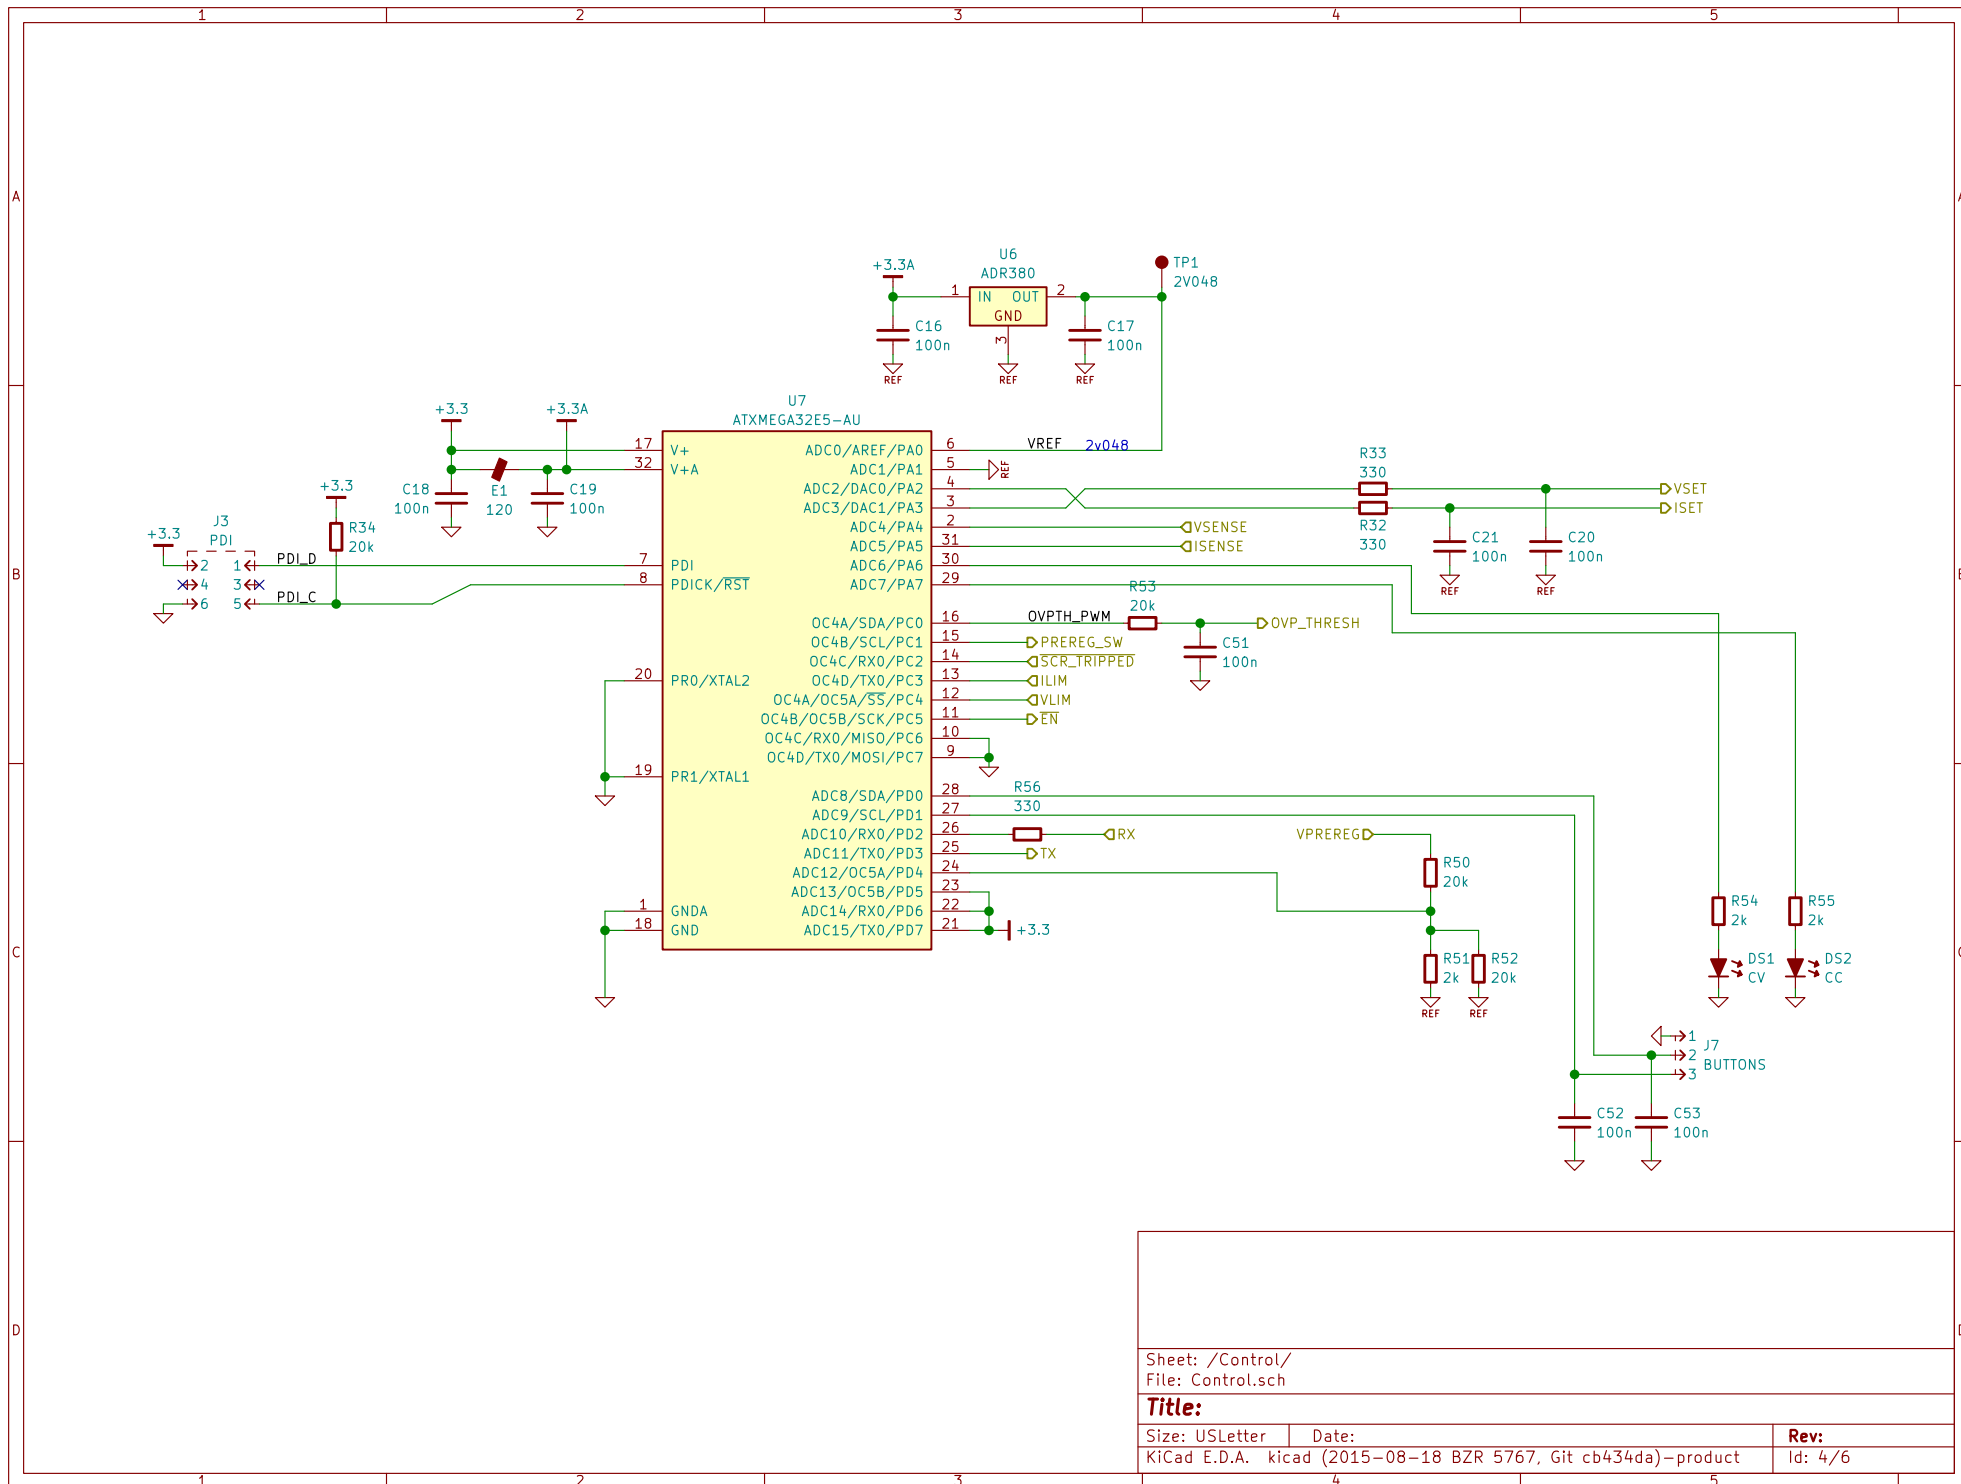 1 2 3 4 5
A
A
B
B
C
C
D
D
U6
ADR380
+3.3A
1 IN OUT 2
GND
3
TP1
2V048
C16
100n
C17
100n
REF
REF
REF
+3.3
+3.3A
U7
ATXMEGA32E5-AU
C18
100n
E1
120
C19
100n
+3.3
R34
20k
+3.3
J3
PDI
2 1
4 3
6 5
PDI_D
PDI_C
17 V+
32 V+A
7 PDI
8 PDICK/RST
20 PR0/XTAL2
19 PR1/XTAL1
1 GNDA
18 GND
ADC0/AREF/PA0 6 VREF 2v048
ADC1/PA1 5 REF
ADC2/DAC0/PA2 4
ADC3/DAC1/PA3 3
ADC4/PA4 2 VSENSE
ADC5/PA5 31 ISENSE
ADC6/PA6 30
ADC7/PA7 29
OC4A/SDA/PC0 16 OVPTH_PWM
OC4B/SCL/PC1 15 PREREG_SW
OC4C/RX0/PC2 14 SCR_TRIPPED
OC4D/TX0/PC3 13 ILIM
OC4A/OC5A/SS/PC4 12 VLIM
OC4B/OC5B/SCK/PC5 11 EN
OC4C/RX0/MISO/PC6 10
OC4D/TX0/MOSI/PC7 9
ADC8/SDA/PD0 28
ADC9/SCL/PD1 27
ADC10/RX0/PD2 26 RX
ADC11/TX0/PD3 25 TX
ADC12/OC5A/PD4 24
ADC13/OC5B/PD5 23
ADC14/RX0/PD6 22
ADC15/TX0/PD7 21 +3.3
R33
330
VSET
ISET
R32
330
C21
100n
C20
100n
REF
REF
R53
20k
OVP_THRESH
C51
100n
R56
330
VPREREG
R50
20k
R51
2k
R52
20k
REF
REF
R54
2k
R55
2k
DS1
CV
DS2
CC
1
2
3
J7
BUTTONS
C52
100n
C53
100n
Sheet: /Control/
File: Control.sch
Title:
Size: USLetter Date: Rev:
KiCad E.D.A. kicad (2015-08-18 BZR 5767, Git cb434da)-product Id: 4/6
1 2 3 4 5